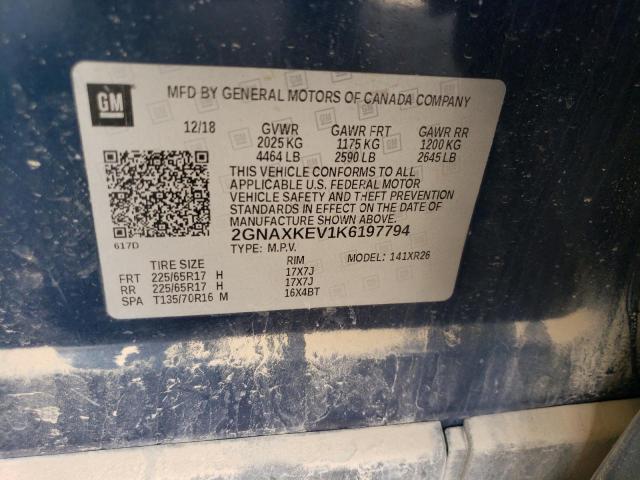 GM
MFD BY GENERAL MOTORS OF CANADA COMPANY
12/18 GVWR GAWR FRT GAWR RR
2025 KG 1175 KG 1200 KG
4464 LB 2590 LB 2645 LB
THIS VEHICLE CONFORMS TO ALL
APPLICABLE U.S. FEDERAL MOTOR
VEHICLE SAFETY AND THEFT PREVENTION
STANDARDS IN EFFECT ON THE DATE OF
MANUFACTURE SHOWN ABOVE.
617D
2GNAXKEV1K6197794
TYPE: M.P.V. MODEL: 141XR26
TIRE SIZE RIM
FRT 225/65R17 H 17X7J
RR 225/65R17 H 17X7J
SPA T135/70R16 M 16X4BT